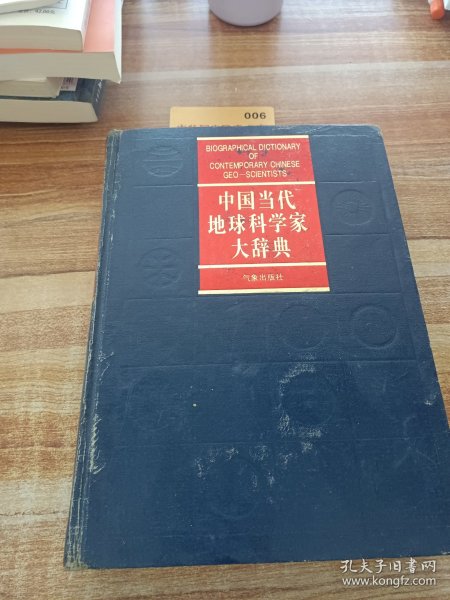 006
BIOGRAPHICAL DICTIONARY
OF
CONTEMPORARY CHINESE
GEO-SCIENTISTS
中国当代
地球科学家
大辞典
气象出版社
孔夫子旧书网
www.kongfz.com